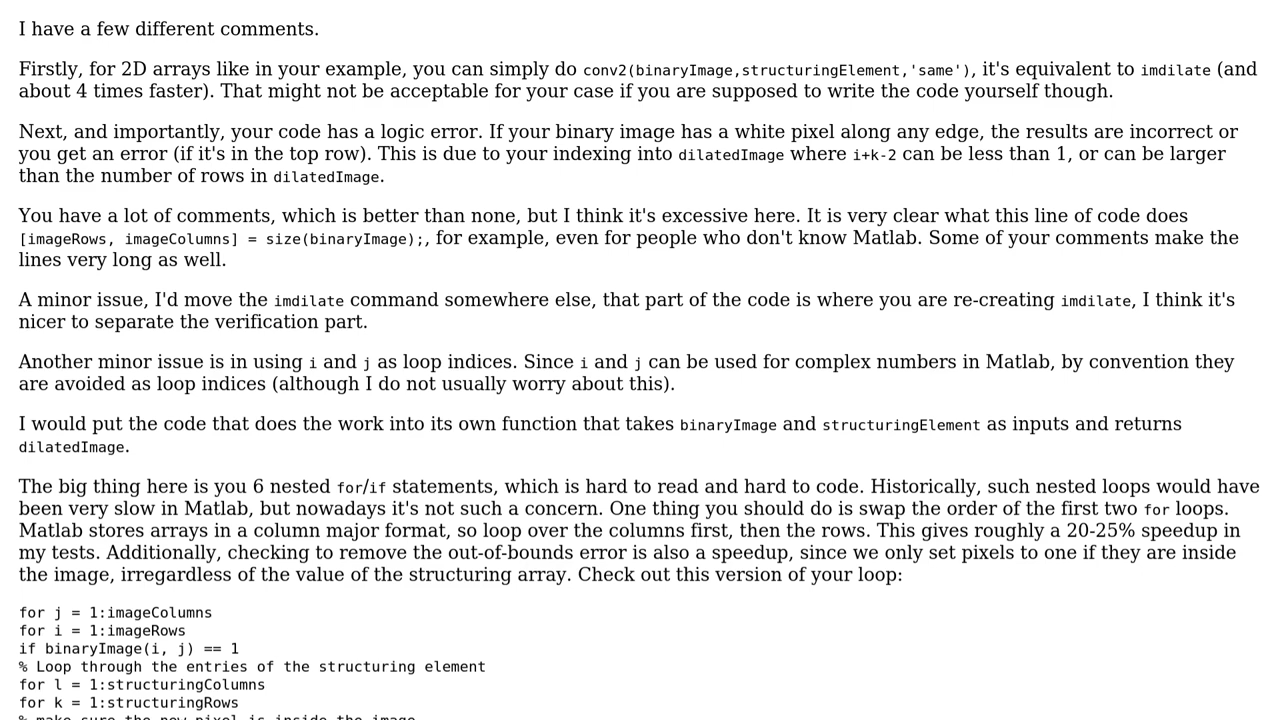 I have a few different comments.
Firstly, for 2D arrays like in your example, you can simply do conv2(binaryImage,structuringElement,'same'), it's equivalent to imdilate (and
about 4 times faster). That might not be acceptable for your case if you are supposed to write the code yourself though.
Next, and importantly, your code has a logic error. If your binary image has a white pixel along any edge, the results are incorrect or
you get an error (if it's in the top row). This is due to your indexing into dilatedImage where i+k-2 can be less than 1, or can be larger
than the number of rows in dilatedImage.
You have a lot of comments, which is better than none, but I think it's excessive here. It is very clear what this line of code does
[imageRows, imageColumns] = size(binaryImage);, for example, even for people who don't know Matlab. Some of your comments make the
lines very long as well.
A minor issue, I'd move the imdilate command somewhere else, that part of the code is where you are re-creating imdilate, I think it's
nicer to separate the verification part.
Another minor issue is in using i and j as loop indices. Since i and j can be used for complex numbers in Matlab, by convention they
are avoided as loop indices (although I do not usually worry about this).
I would put the code that does the work into its own function that takes binaryImage and structuringElement as inputs and returns
dilatedImage.
The big thing here is you 6 nested for/if statements, which is hard to read and hard to code. Historically, such nested loops would have
been very slow in Matlab, but nowadays it's not such a concern. One thing you should do is swap the order of the first two for loops.
Matlab stores arrays in a column major format, so loop over the columns first, then the rows. This gives roughly a 20-25% speedup in
my tests. Additionally, checking to remove the out-of-bounds error is also a speedup, since we only set pixels to one if they are inside
the image, irregardless of the value of the structuring array. Check out this version of your loop:
for j = 1:imageColumns
for i = 1:imageRows
if binaryImage(i, j) == 1
% Loop through the entries of the structuring element
for l = 1:structuringColumns
for k = 1:structuringRows
% make sure the new pixel is inside the image